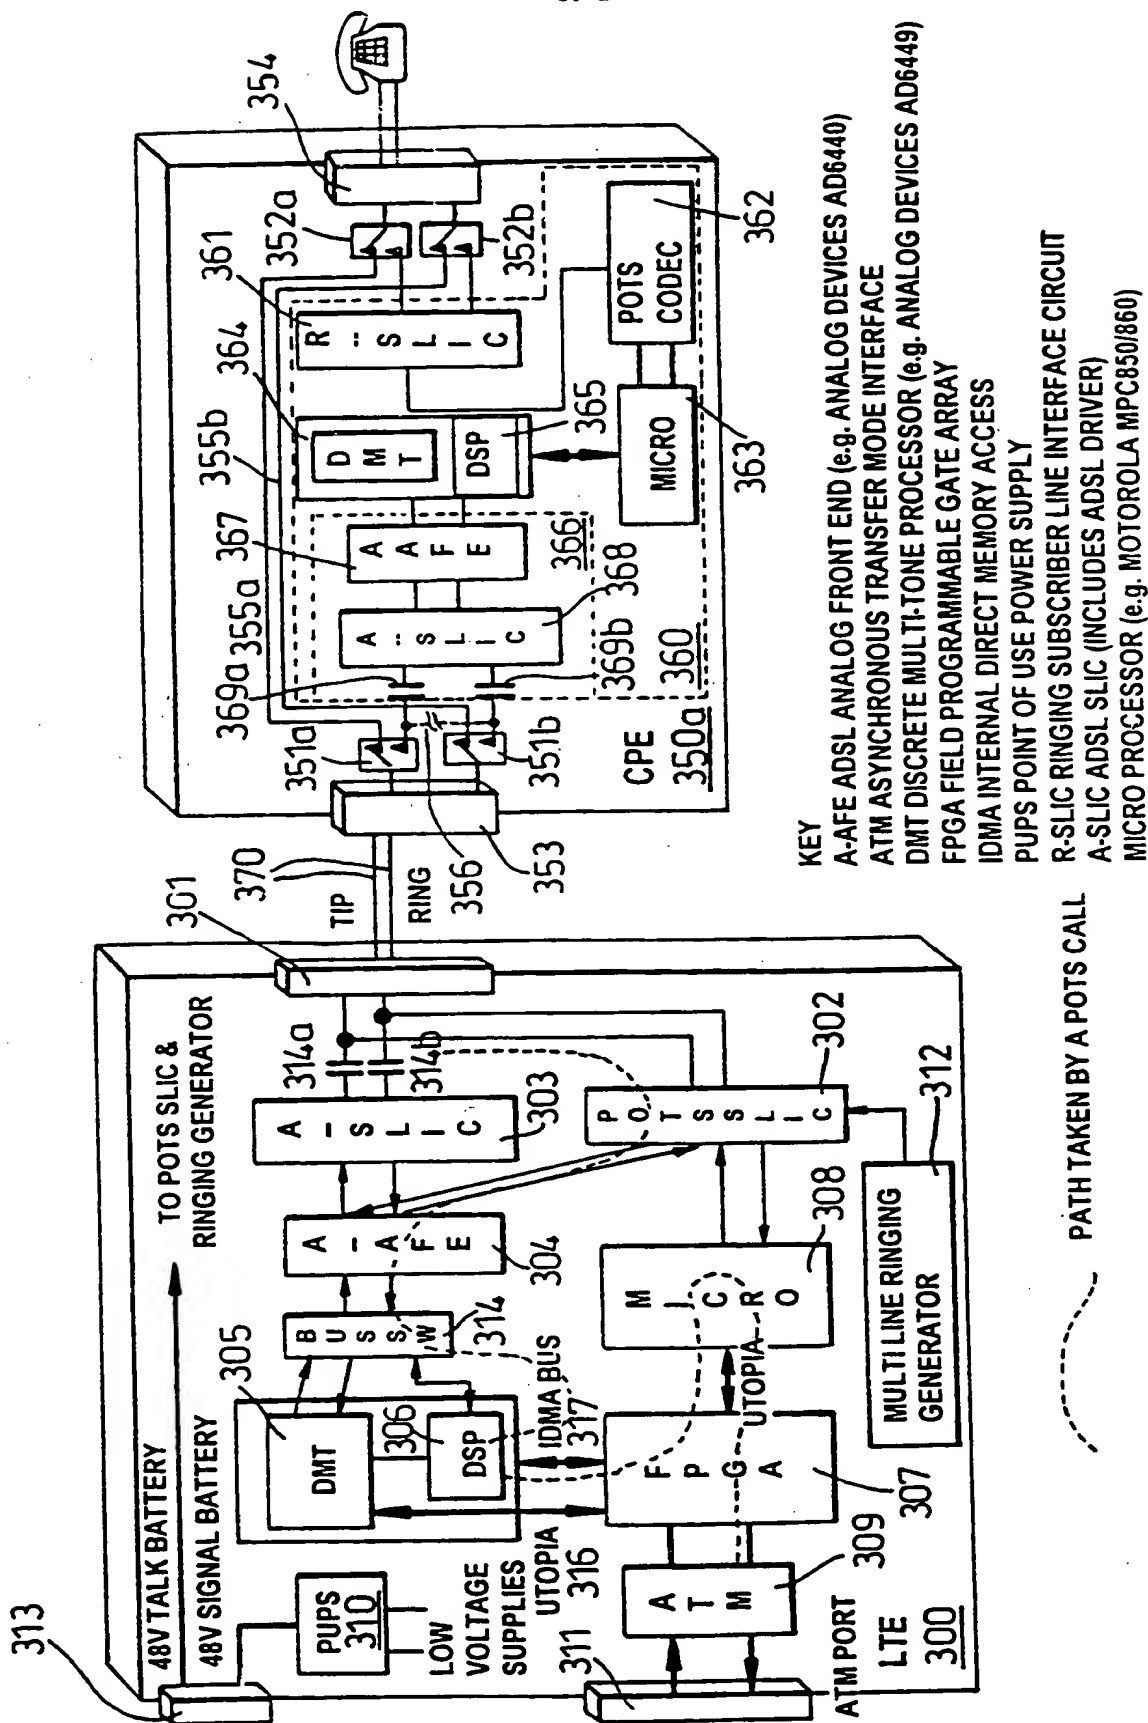 313
48V TALK BATTERY
48V SIGNAL BATTERY
TO POTS SLIC &
RINGING GENERATOR
PUPS
310
LOW
VOLTAGE
SUPPLIES
305
DMT
306
DSP
BUS SW
314
A-AFE
304
A-SLIC
303
314a
314b
301
UTOPIA
316
IDMA BUS
317
FPGA
307
UTOPIA
MICRO
308
POTS SLIC
302
311
ATM
309
ATM PORT
LTE
300
MULTI LINE RINGING
GENERATOR
312
TIP
370
RING
356
353
351a
351b
369a
369b
355a
355b
367
364
361
352a
352b
354
A-SLIC
368
A-AFE
366
DMT
DSP
365
R-SLIC
MICRO
363
POTS
CODEC
362
360
CPE
350a
PATH TAKEN BY A POTS CALL
KEY
A-AFE ADSL ANALOG FRONT END (e.g. ANALOG DEVICES AD6440)
ATM ASYNCHRONOUS TRANSFER MODE INTERFACE
DMT DISCRETE MULTI-TONE PROCESSOR (e.g. ANALOG DEVICES AD6449)
FPGA FIELD PROGRAMMABLE GATE ARRAY
IDMA INTERNAL DIRECT MEMORY ACCESS
PUPS POINT OF USE POWER SUPPLY
R-SLIC RINGING SUBSCRIBER LINE INTERFACE CIRCUIT
A-SLIC ADSL SLIC (INCLUDES ADSL DRIVER)
MICRO PROCESSOR (e.g. MOTOROLA MPC850/860)